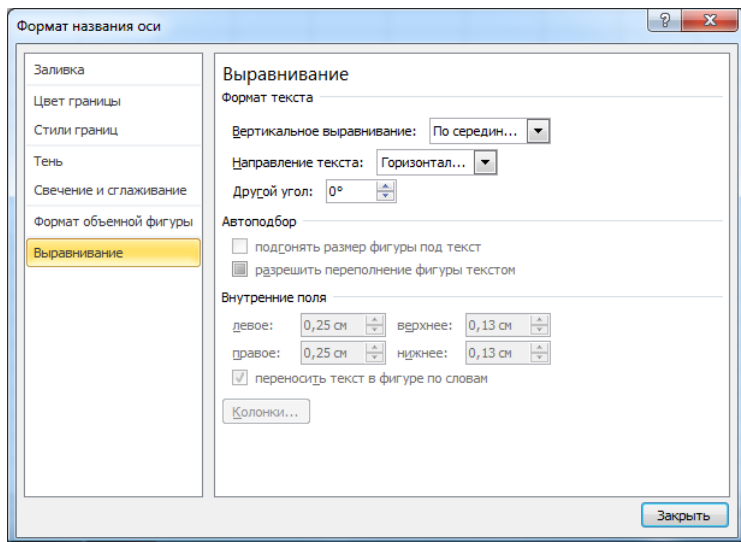 Формат названия оси
?
X
Заливка
Цвет границы
Стили границ
Тень
Свечение и сглаживание
Формат объемной фигуры
Выравнивание
Выравнивание
Формат текста
Вертикальное выравнивание: По середин...
Направление текста: Горизонтал...
Другой угол: 0°
Автоподбор
подгонять размер фигуры под текст
разрешить переполнение фигуры текстом
Внутренние поля
левое: 0,25 см верхнее: 0,13 см
правое: 0,25 см нижнее: 0,13 см
переносить текст в фигуре по словам
Колонки...
Закрыть